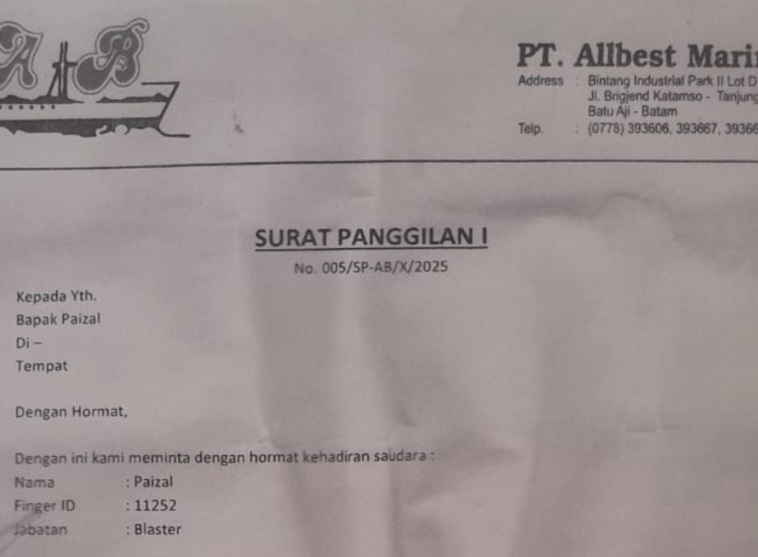 AB
PT. Allbest Marin
Address : Bintang Industrial Park II Lot D
Jl. Brigjend Katamso - Tanjung
Batu Aji - Batam
Telp. : (0778) 393606, 393667, 39366
SURAT PANGGILAN I
No. 005/SP-AB/X/2025
Kepada Yth.
Bapak Paizal
Di –
Tempat
Dengan Hormat,
Dengan ini kami meminta dengan hormat kehadiran saudara :
Nama : Paizal
Finger ID : 11252
Jabatan : Blaster